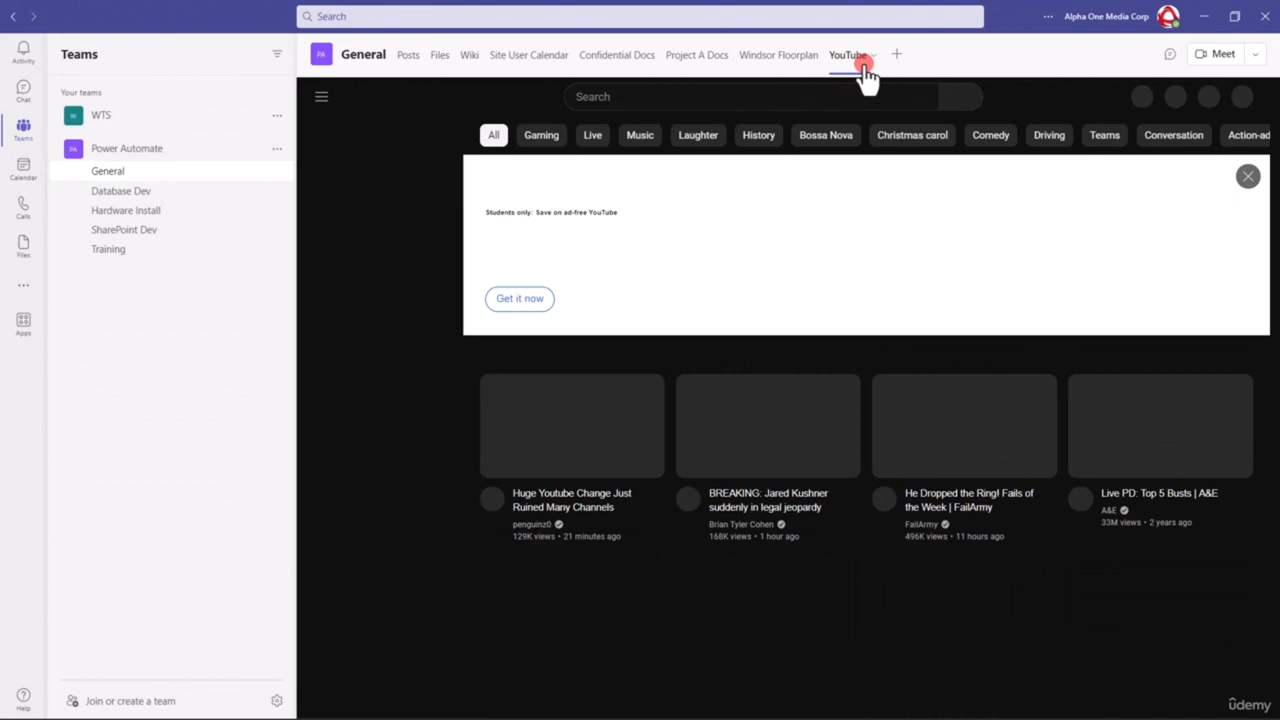 Search
Alpha One Media Corp
Activity
Chat
Teams
Calendar
Calls
Files
Apps
Help
Teams
Your teams
W WTS
PA Power Automate
General
Database Dev
Hardware Install
SharePoint Dev
Training
Join or create a team
PA General Posts Files Wiki Site User Calendar Confidential Docs Project A Docs Windsor Floorplan YouTube Meet
Search
All Gaming Live Music Laughter History Bossa Nova Christmas carol Comedy Driving Teams Conversation Action-ad
Students only: Save on ad-free YouTube
Get it now
Huge Youtube Change Just
Ruined Many Channels
penguinz0
129K views • 21 minutes ago
BREAKING: Jared Kushner
suddenly in legal jeopardy
Brian Tyler Cohen
168K views • 1 hour ago
He Dropped the Ring! Fails of
the Week | FailArmy
FailArmy
496K views • 11 hours ago
Live PD: Top 5 Busts | A&E
A&E
33M views • 2 years ago
ûdemy